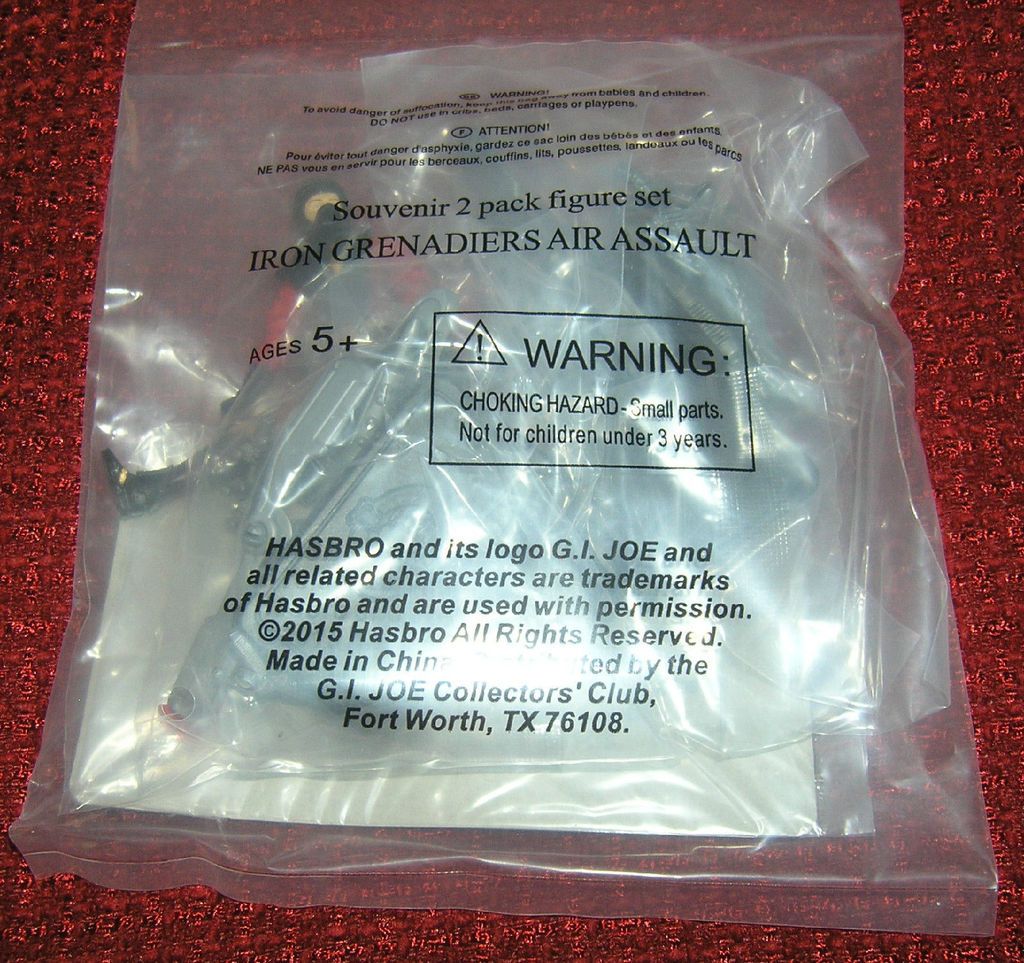 GB WARNING!
To avoid danger of suffocation, keep this bag away from babies and children.
DO NOT use in cribs, beds, carriages or playpens.
F ATTENTION!
Pour éviter tout danger d'asphyxie, gardez ce sac loin des bébés et des enfants
NE PAS vous en servir pour les berceaux, couffins, lits, poussettes, landeaux ou les parcs
Souvenir 2 pack figure set
IRON GRENADIERS AIR ASSAULT
AGES 5+
! WARNING:
CHOKING HAZARD - Small parts.
Not for children under 3 years.
HASBRO and its logo G.I. JOE and
all related characters are trademarks
of Hasbro and are used with permission.
©2015 Hasbro All Rights Reserved.
Made in China. Distributed by the
G.I. JOE Collectors' Club,
Fort Worth, TX 76108.